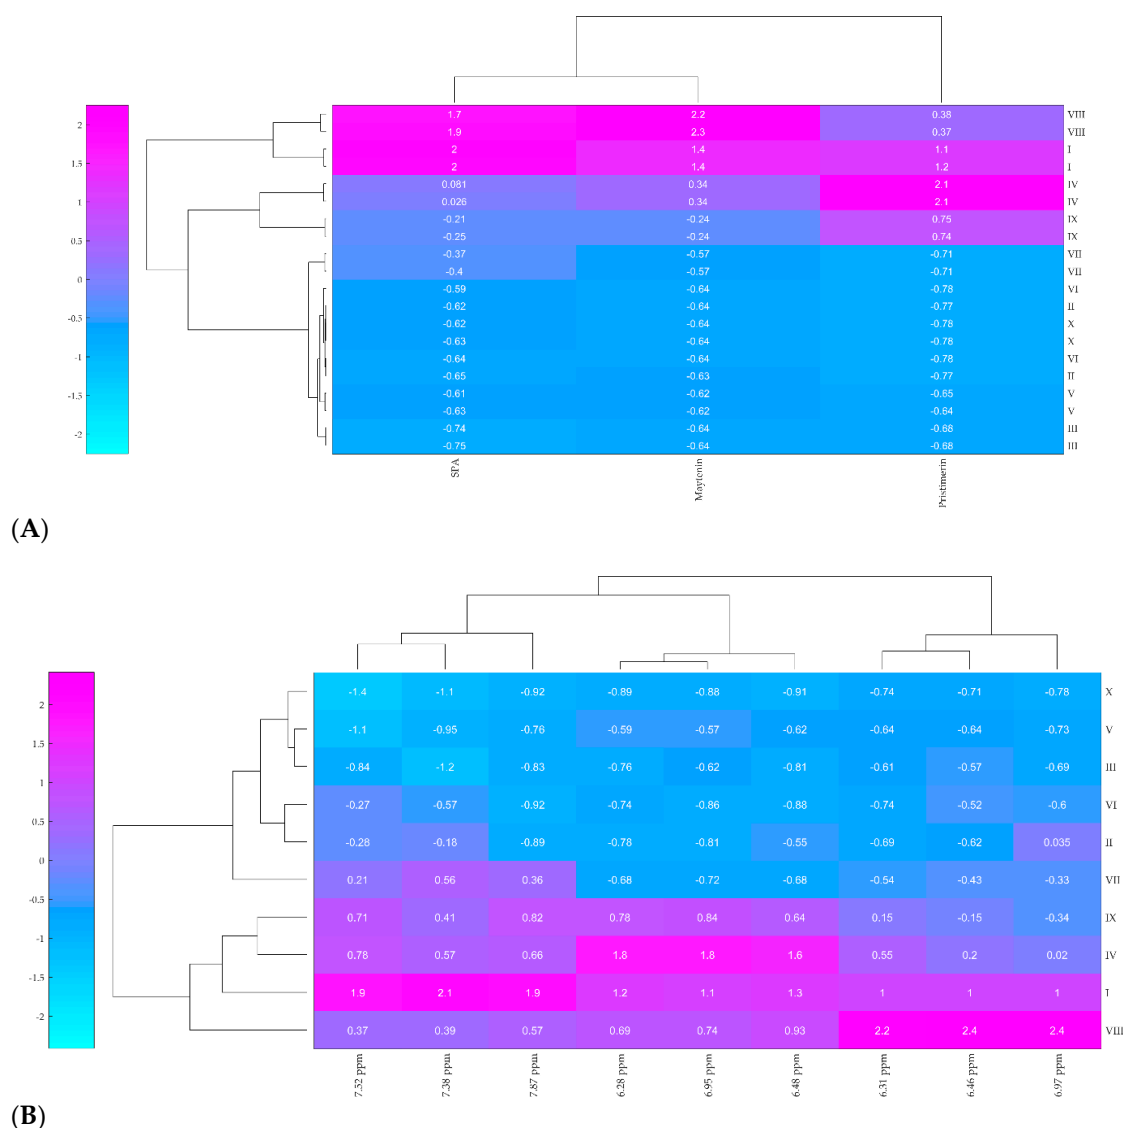 1.7 2.2 0.38 VIII
2 1.9 2.3 0.37 VIII
2 1.4 1.1 I
1.5 2 1.4 1.2 I
0.081 0.34 2.1 IV
1 0.026 0.34 2.1 IV
-0.21 -0.24 0.75 IX
0.5 -0.25 -0.24 0.74 IX
-0.37 -0.57 -0.71 VII
0 -0.4 -0.57 -0.71 VII
-0.59 -0.64 -0.78 VI
-0.5 -0.62 -0.64 -0.77 II
-0.62 -0.64 -0.78 X
-1 -0.63 -0.64 -0.78 X
-0.64 -0.64 -0.78 VI
-1.5 -0.65 -0.63 -0.77 II
-0.61 -0.62 -0.65 V
-0.63 -0.62 -0.64 V
-2 -0.74 -0.64 -0.68 III
-0.75 -0.64 -0.68 III
SPA Maytenin Pristimerin
(A)
2 -1.4 -1.1 -0.92 -0.89 -0.88 -0.91 -0.74 -0.71 -0.78 X
1.5 -1.1 -0.95 -0.76 -0.59 -0.57 -0.62 -0.64 -0.64 -0.73 V
1 -0.84 -1.2 -0.83 -0.76 -0.62 -0.81 -0.61 -0.57 -0.69 III
0.5 -0.27 -0.57 -0.92 -0.74 -0.86 -0.88 -0.74 -0.52 -0.6 VI
0 -0.28 -0.18 -0.89 -0.78 -0.81 -0.55 -0.69 -0.62 0.035 II
-0.5 0.21 0.56 0.36 -0.68 -0.72 -0.68 -0.54 -0.43 -0.33 VII
-1 0.71 0.41 0.82 0.78 0.84 0.64 0.15 -0.15 -0.34 IX
-1.5 0.78 0.57 0.66 1.8 1.8 1.6 0.55 0.2 0.02 IV
1.9 2.1 1.9 1.2 1.1 1.3 1 1 1 I
-2 0.37 0.39 0.57 0.69 0.74 0.93 2.2 2.4 2.4 VIII
7.52 ppm 7.38 ppm 7.87 ppm 6.28 ppm 6.95 ppm 6.48 ppm 6.31 ppm 6.46 ppm 6.97 ppm
(B)